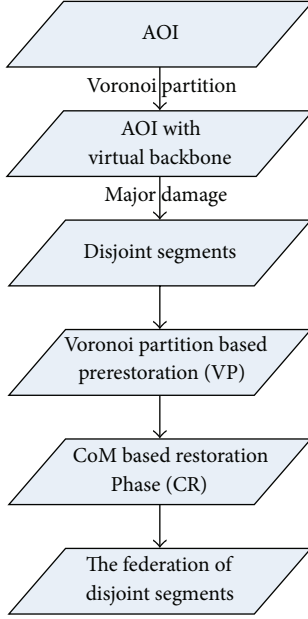 AOI
Voronoi partition
AOI with
virtual backbone
Major damage
Disjoint segments
Voronoi partition based
prerestoration (VP)
CoM based restoration
Phase (CR)
The federation of
disjoint segments